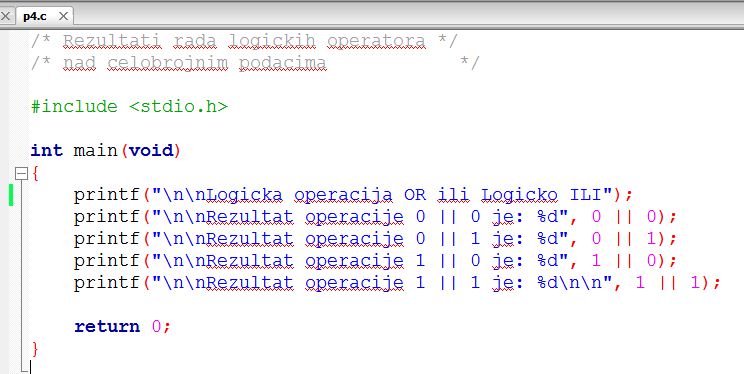 p4.c
/* Rezultati rada logickih operatora */
/* nad celobrojnim podacima             */
#include <stdio.h>
int main(void)
{
    printf("\n\nLogicka operacija OR ili Logicko ILI");
    printf("\n\nRezultat operacije 0 || 0 je: %d", 0 || 0);
    printf("\n\nRezultat operacije 0 || 1 je: %d", 0 || 1);
    printf("\n\nRezultat operacije 1 || 0 je: %d", 1 || 0);
    printf("\n\nRezultat operacije 1 || 1 je: %d\n\n", 1 || 1);
    return 0;
}